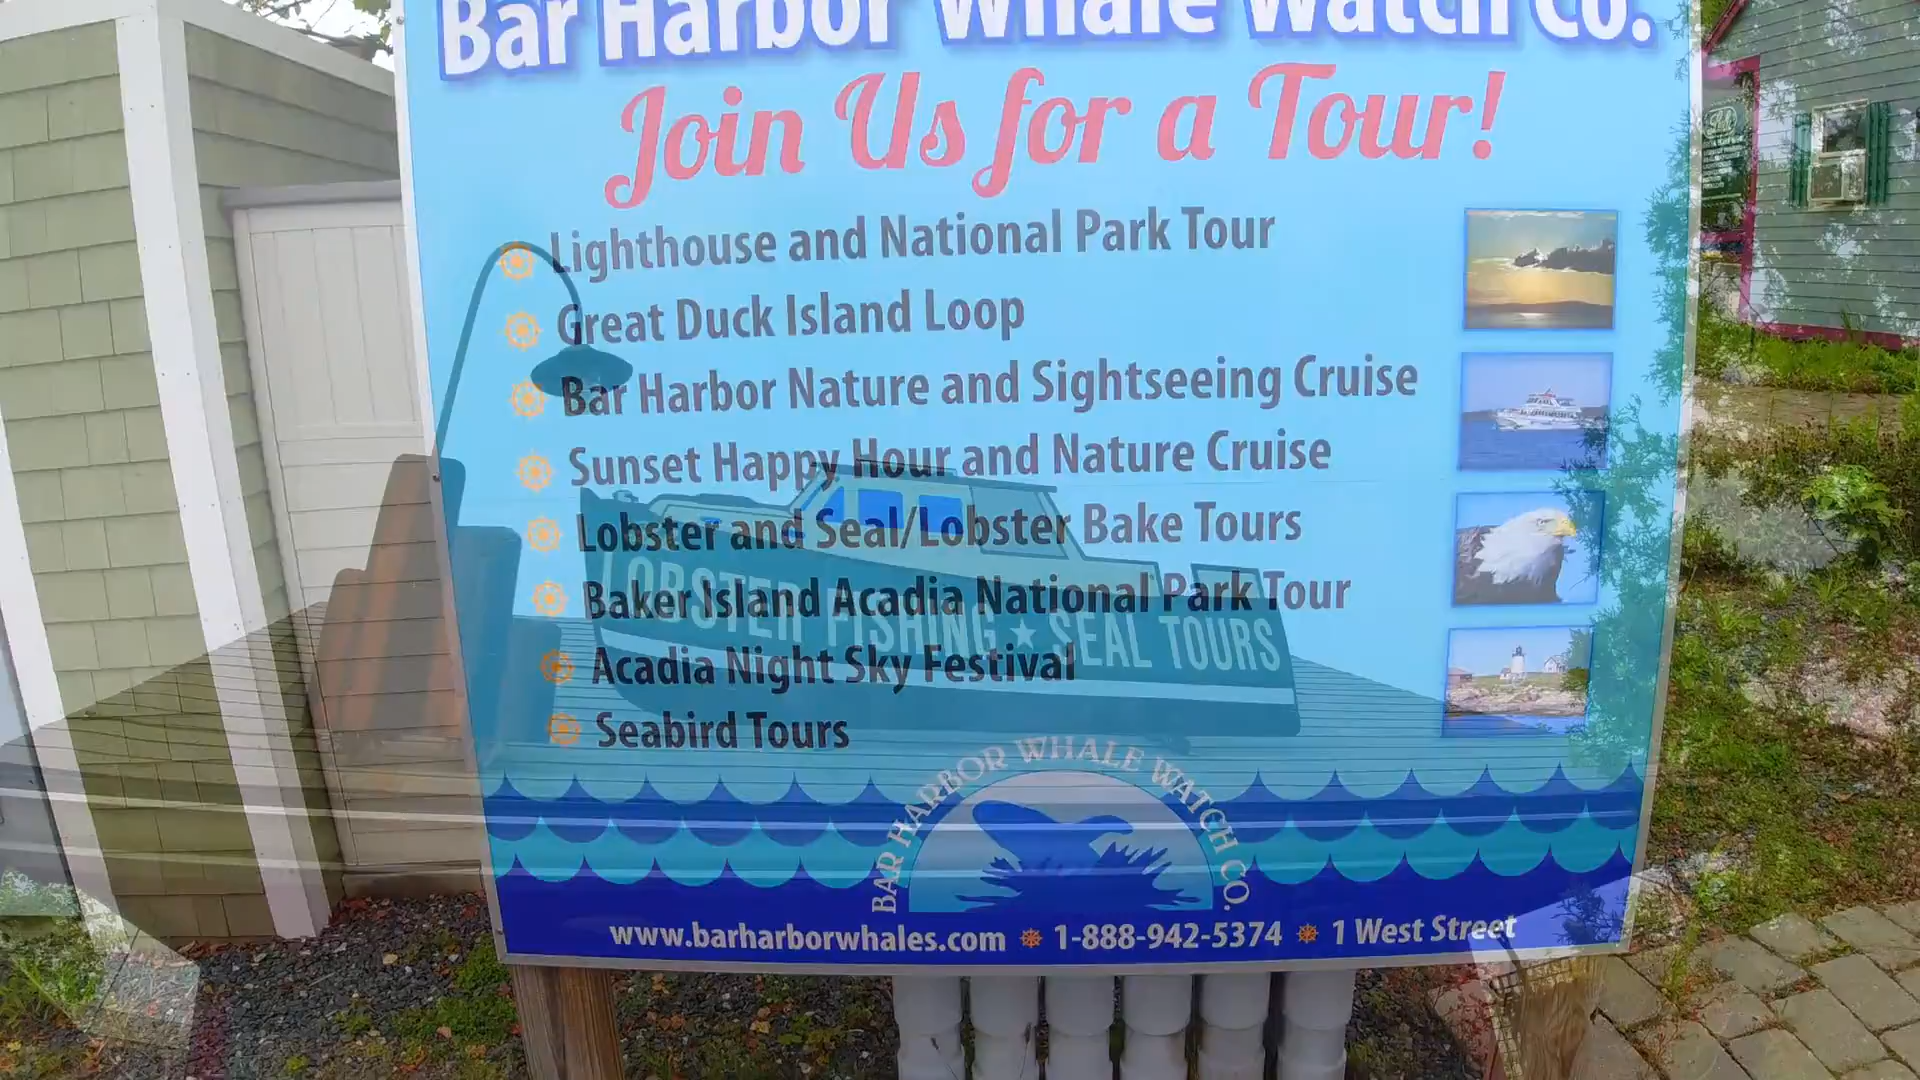 Bar Harbor Whale Watch Co.
Join Us for a Tour!
Lighthouse and National Park Tour
Great Duck Island Loop
Bar Harbor Nature and Sightseeing Cruise
Sunset Happy Hour and Nature Cruise
Lobster and Seal/Lobster Bake Tours
Baker Island Acadia National Park Tour
LOBSTER FISHING ★ SEAL TOURS
Acadia Night Sky Festival
Seabird Tours
BAR HARBOR WHALE WATCH CO.
www.barharborwhales.com 1-888-942-5374 1 West Street